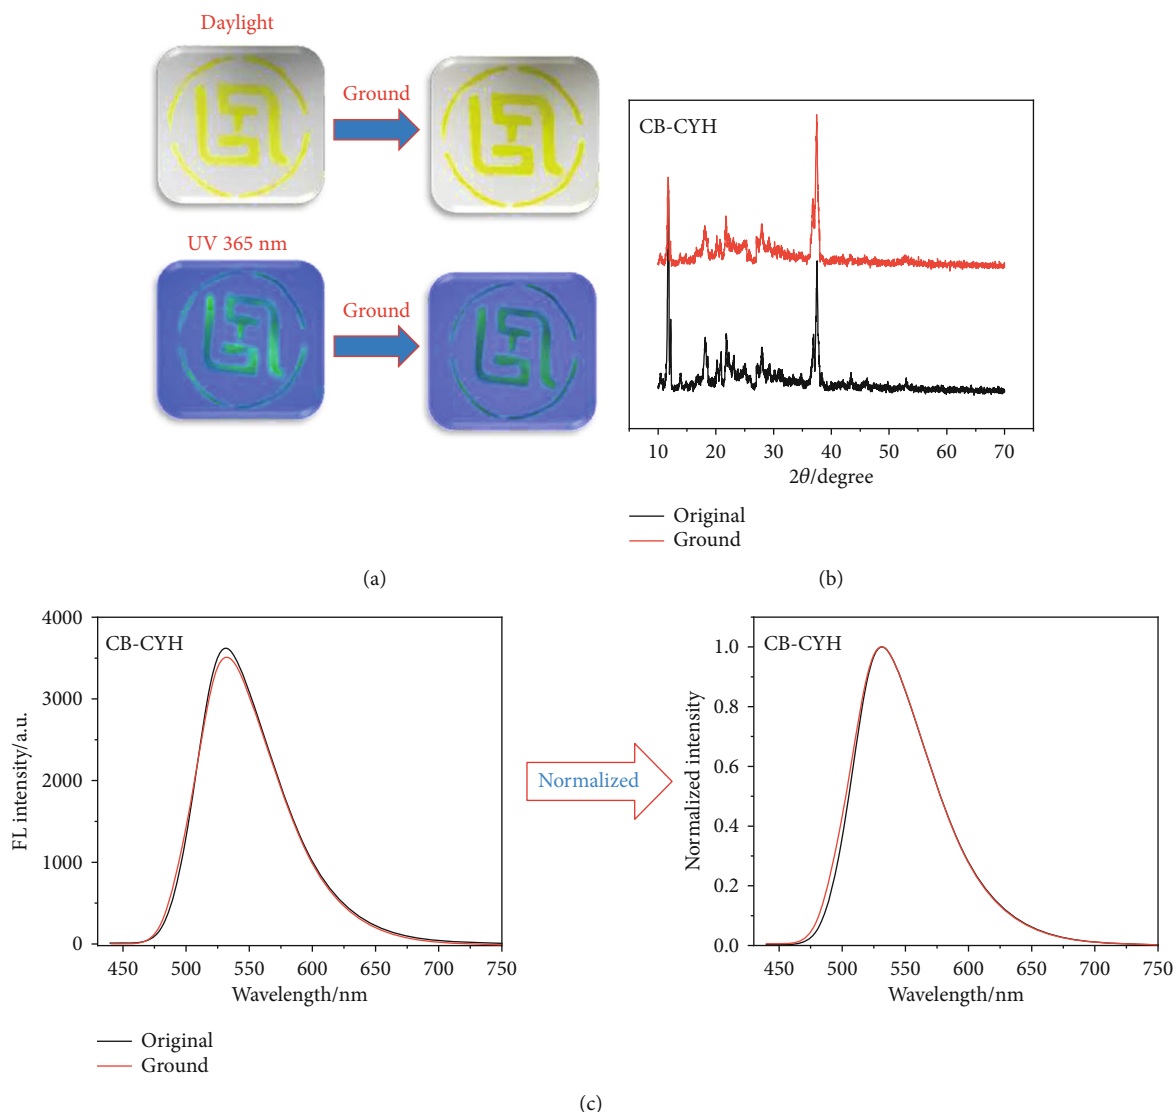 Daylight
Ground
UV 365 nm
Ground
(a)
CB-CYH
10 20 30 40 50 60 70
2θ/degree
Original
Ground
(b)
CB-CYH
4000
3000
2000
1000
0
FL intensity/a.u.
450 500 550 600 650 700 750
Wavelength/nm
Original
Ground
Normalized
CB-CYH
1.0
0.8
0.6
0.4
0.2
0.0
Normalized intensity
450 500 550 600 650 700 750
Wavelength/nm
(c)